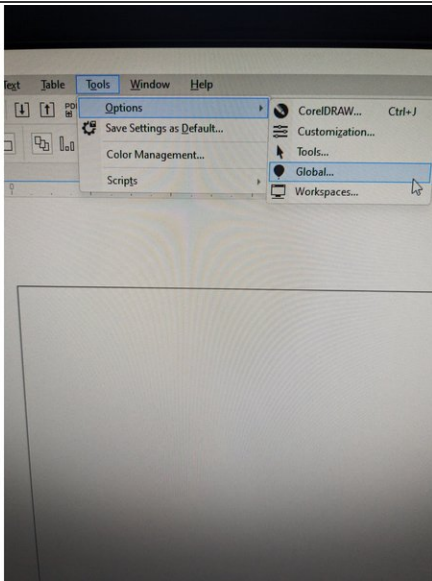 Text Table Tools Window Help
PDF
Options
CorelDRAW... Ctrl+J
Save Settings as Default...
Customization...
Color Management...
Tools...
Global...
Scripts
Workspaces...